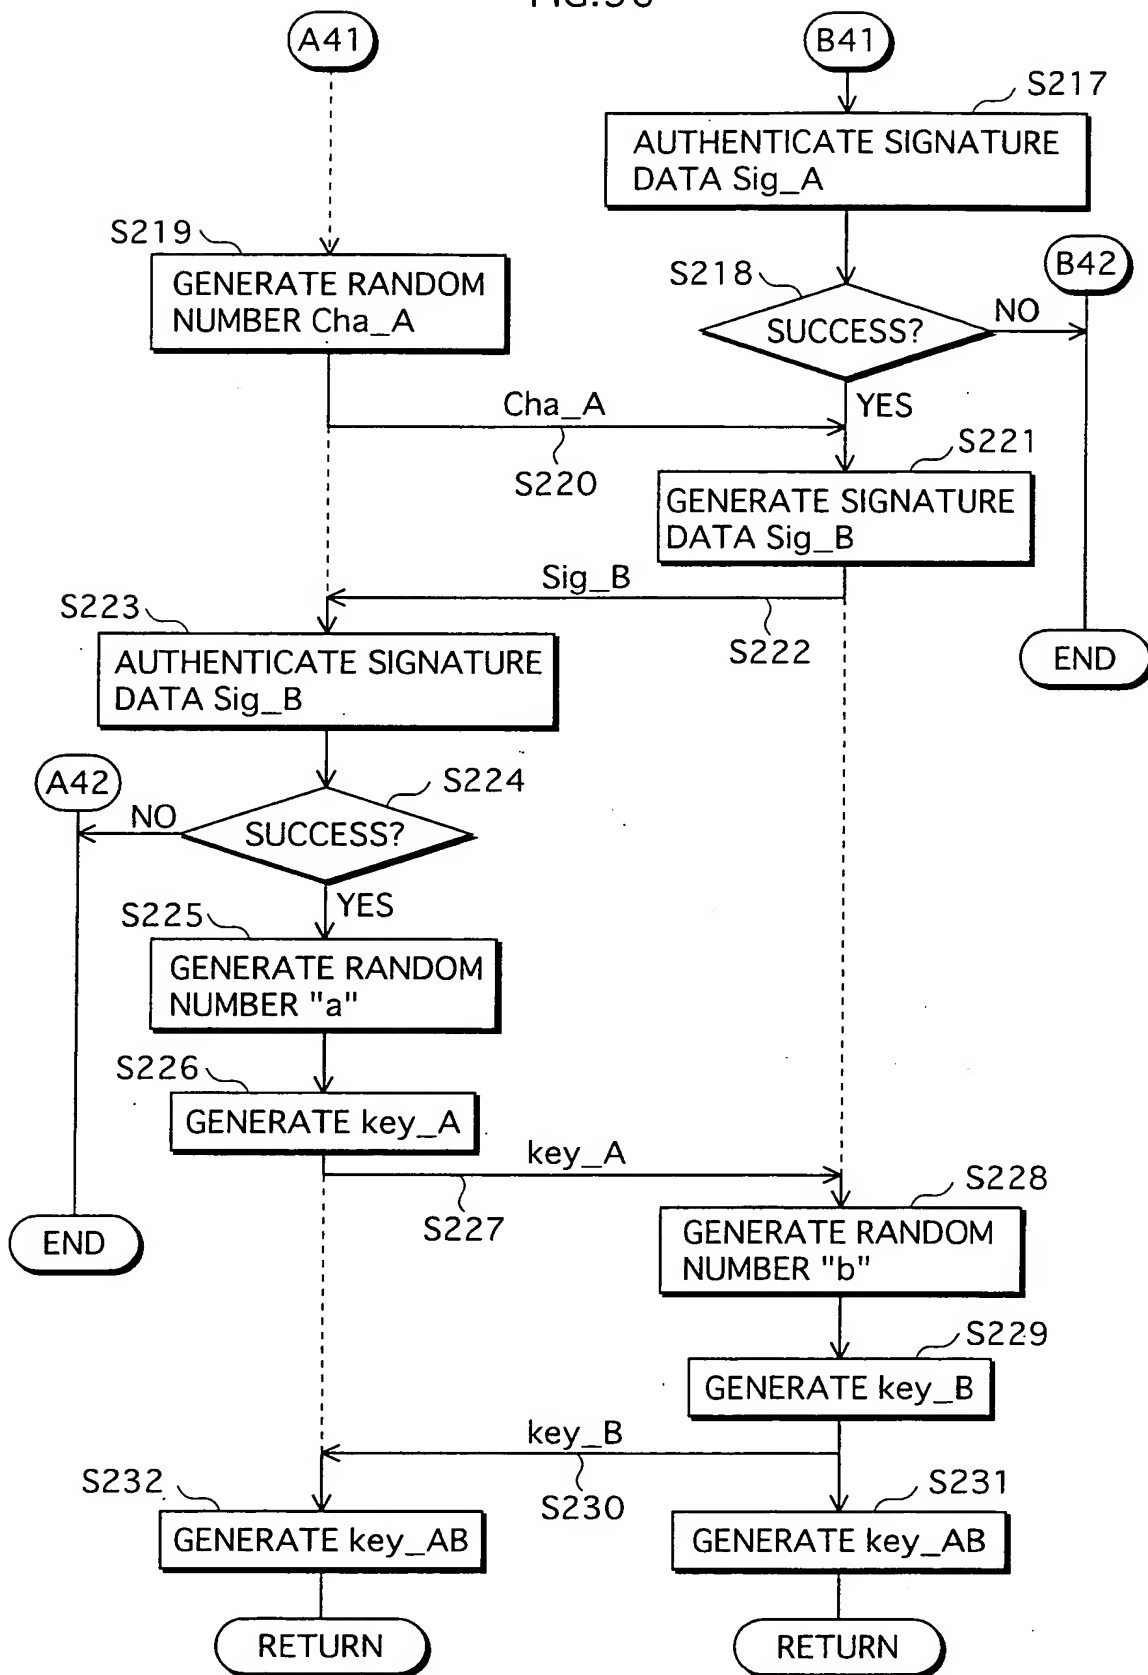 A41
B41
S217
AUTHENTICATE SIGNATURE
DATA Sig_A
S219
GENERATE RANDOM
NUMBER Cha_A
S218
SUCCESS?
NO
B42
YES
Cha_A
S220
S221
GENERATE SIGNATURE
DATA Sig_B
Sig_B
S222
END
S223
AUTHENTICATE SIGNATURE
DATA Sig_B
A42
S224
NO
SUCCESS?
YES
S225
GENERATE RANDOM
NUMBER "a"
S226
GENERATE key_A
key_A
S227
END
S228
GENERATE RANDOM
NUMBER "b"
S229
GENERATE key_B
key_B
S230
S232
GENERATE key_AB
S231
GENERATE key_AB
RETURN
RETURN